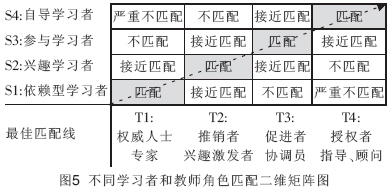 S4:自导学习者 严重不匹配 不匹配 接近匹配 匹配
S3:参与学习者 不匹配 接近匹配 匹配 接近匹配
S2:兴趣学习者 接近匹配 匹配 接近匹配 不匹配
S1:依赖型学习者 匹配 接近匹配 不匹配 严重不匹配
最佳匹配线
T1:
权威人士
专家
T2:
推销者
兴趣激发者
T3:
促进者
协调员
T4:
授权者
指导、顾问
图5 不同学习者和教师角色匹配二维矩阵图